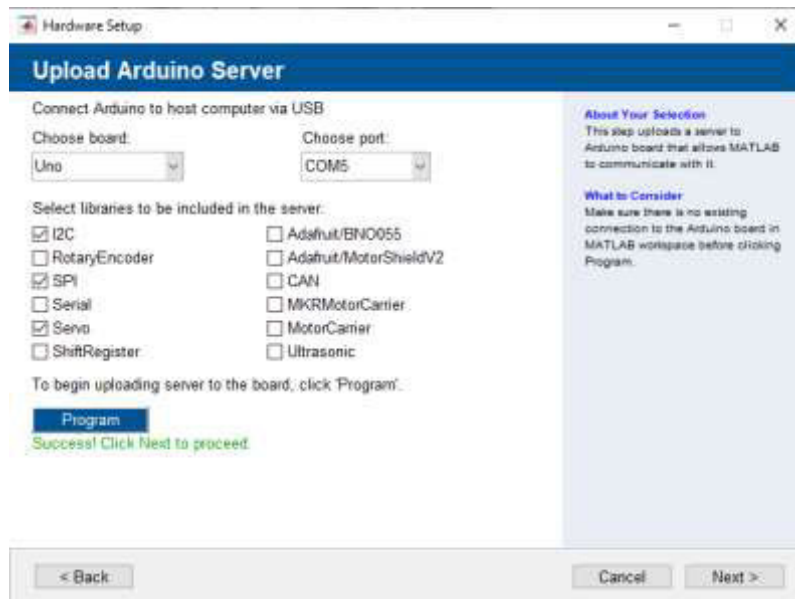 Hardware Setup
Upload Arduino Server
Connect Arduino to host computer via USB
Choose board:
Choose port:
Uno
COM5
Select libraries to be included in the server:
I2C
Adafruit/BNO055
RotaryEncoder
Adafruit/MotorShieldV2
SPI
CAN
Serial
MKRMotorCarrier
Servo
MotorCarrier
ShiftRegister
Ultrasonic
To begin uploading server to the board, click 'Program'.
Program
Success! Click Next to proceed.
About Your Selection
This step uploads a server to
Arduino board that allows MATLAB
to communicate with it.
What to Consider
Make sure there is no existing
connection to the Arduino board in
MATLAB workspace before clicking
Program.
< Back
Cancel
Next >